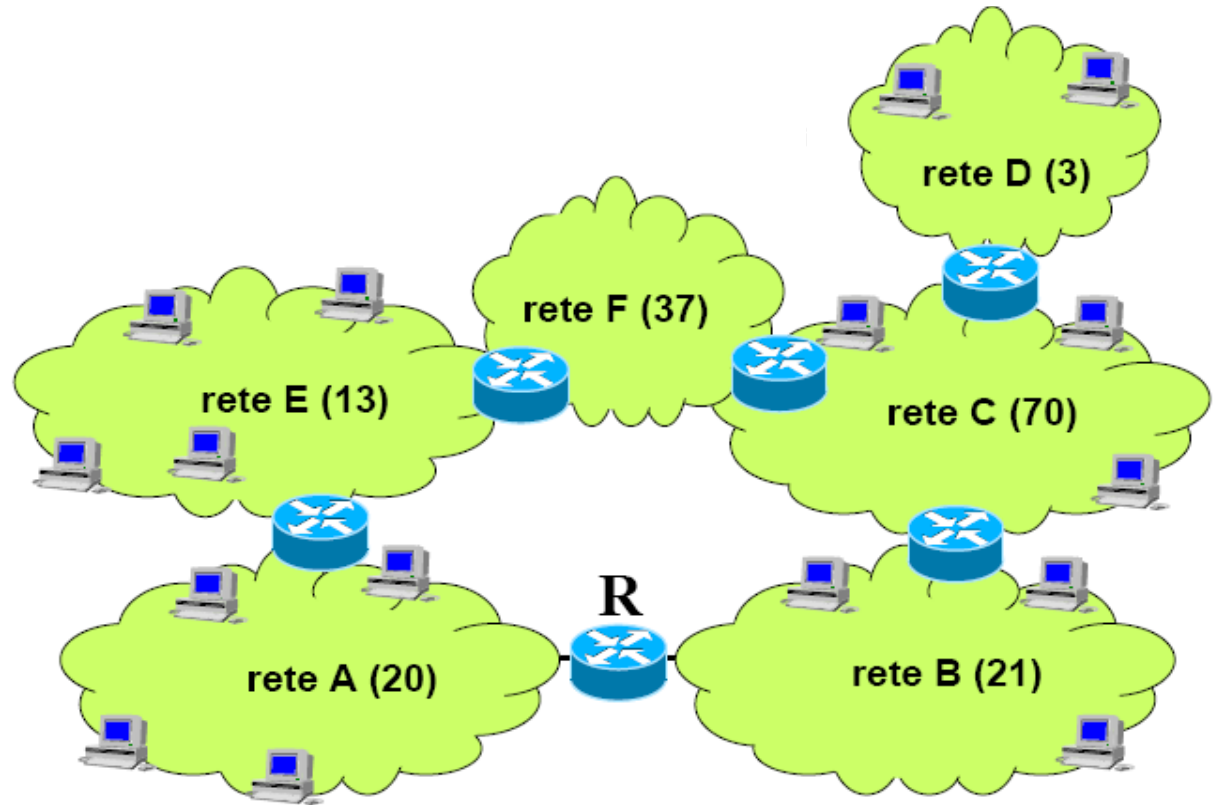 rete D (3)
rete F (37)
rete E (13)
rete C (70)
R
rete A (20)
rete B (21)